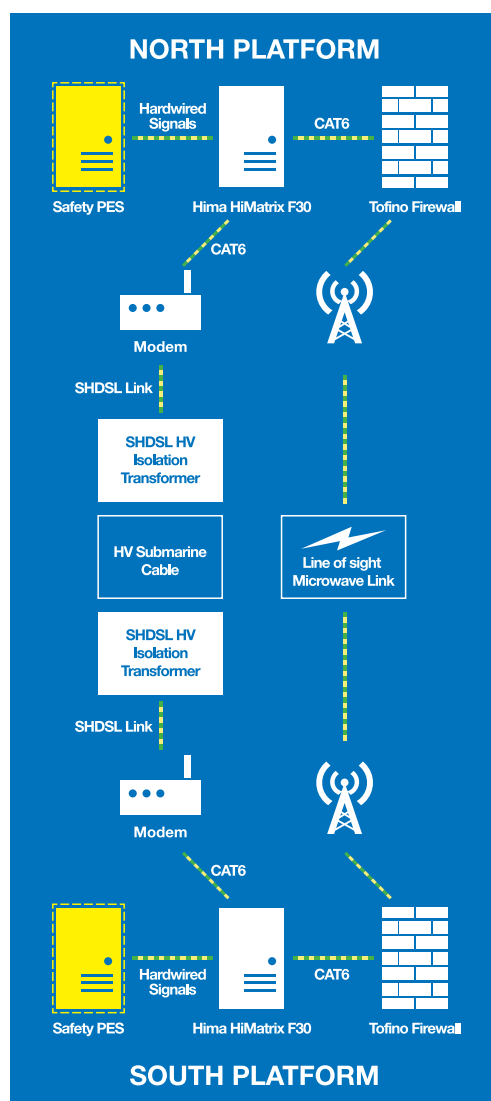 NORTH PLATFORM
Hardwired
Signals
CAT6
Safety PES
Hima HiMatrix F30
Tofino Firewall
CAT6
Modem
SHDSL Link
SHDSL HV
Isolation
Transformer
HV Submarine
Cable
Line of sight
Microwave Link
SHDSL HV
Isolation
Transformer
SHDSL Link
Modem
CAT6
Hardwired
Signals
CAT6
Safety PES
Hima HiMatrix F30
Tofino Firewall
SOUTH PLATFORM